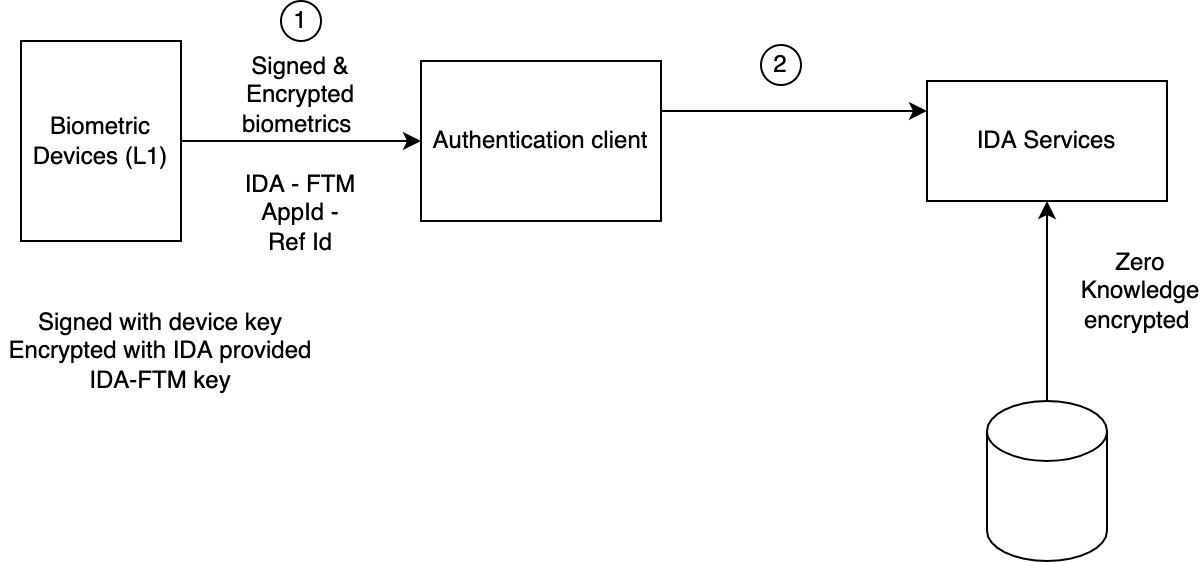 1
Signed &
Encrypted
biometrics
2
Biometric
Devices (L1)
Authentication client
IDA Services
IDA - FTM
AppId -
Ref Id
Zero
Knowledge
encrypted
Signed with device key
Encrypted with IDA provided
IDA-FTM key